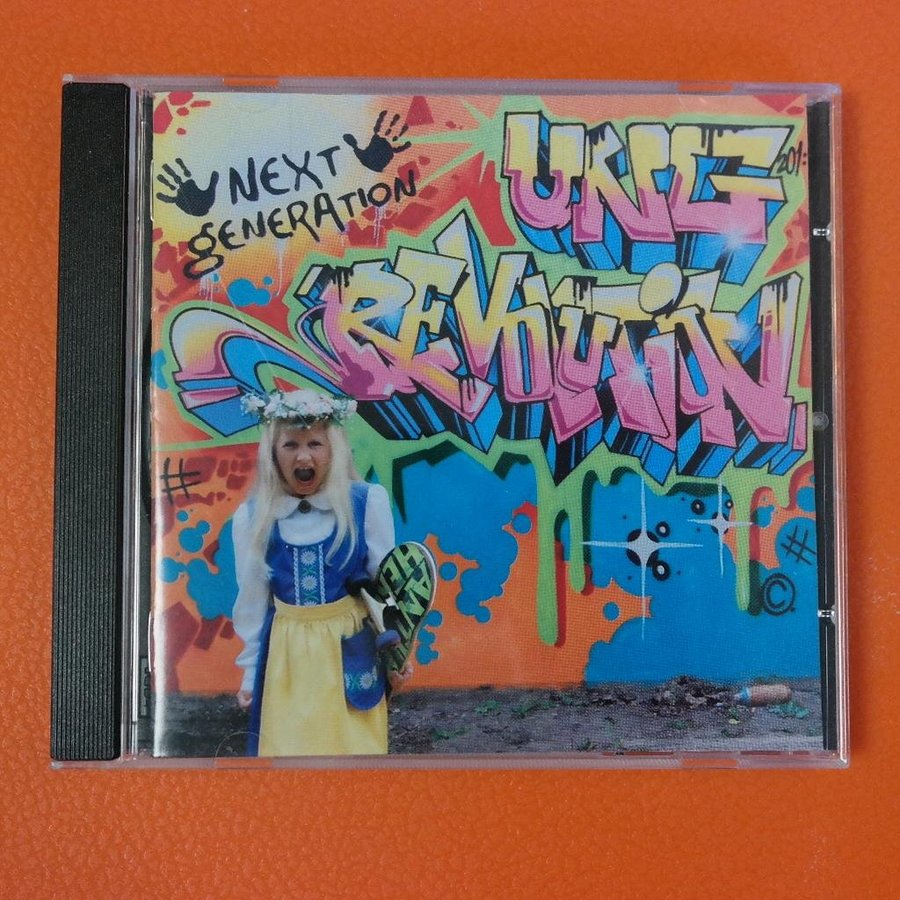 NEXT
GENERATION
UNG
REVOLUTION
#
#
©